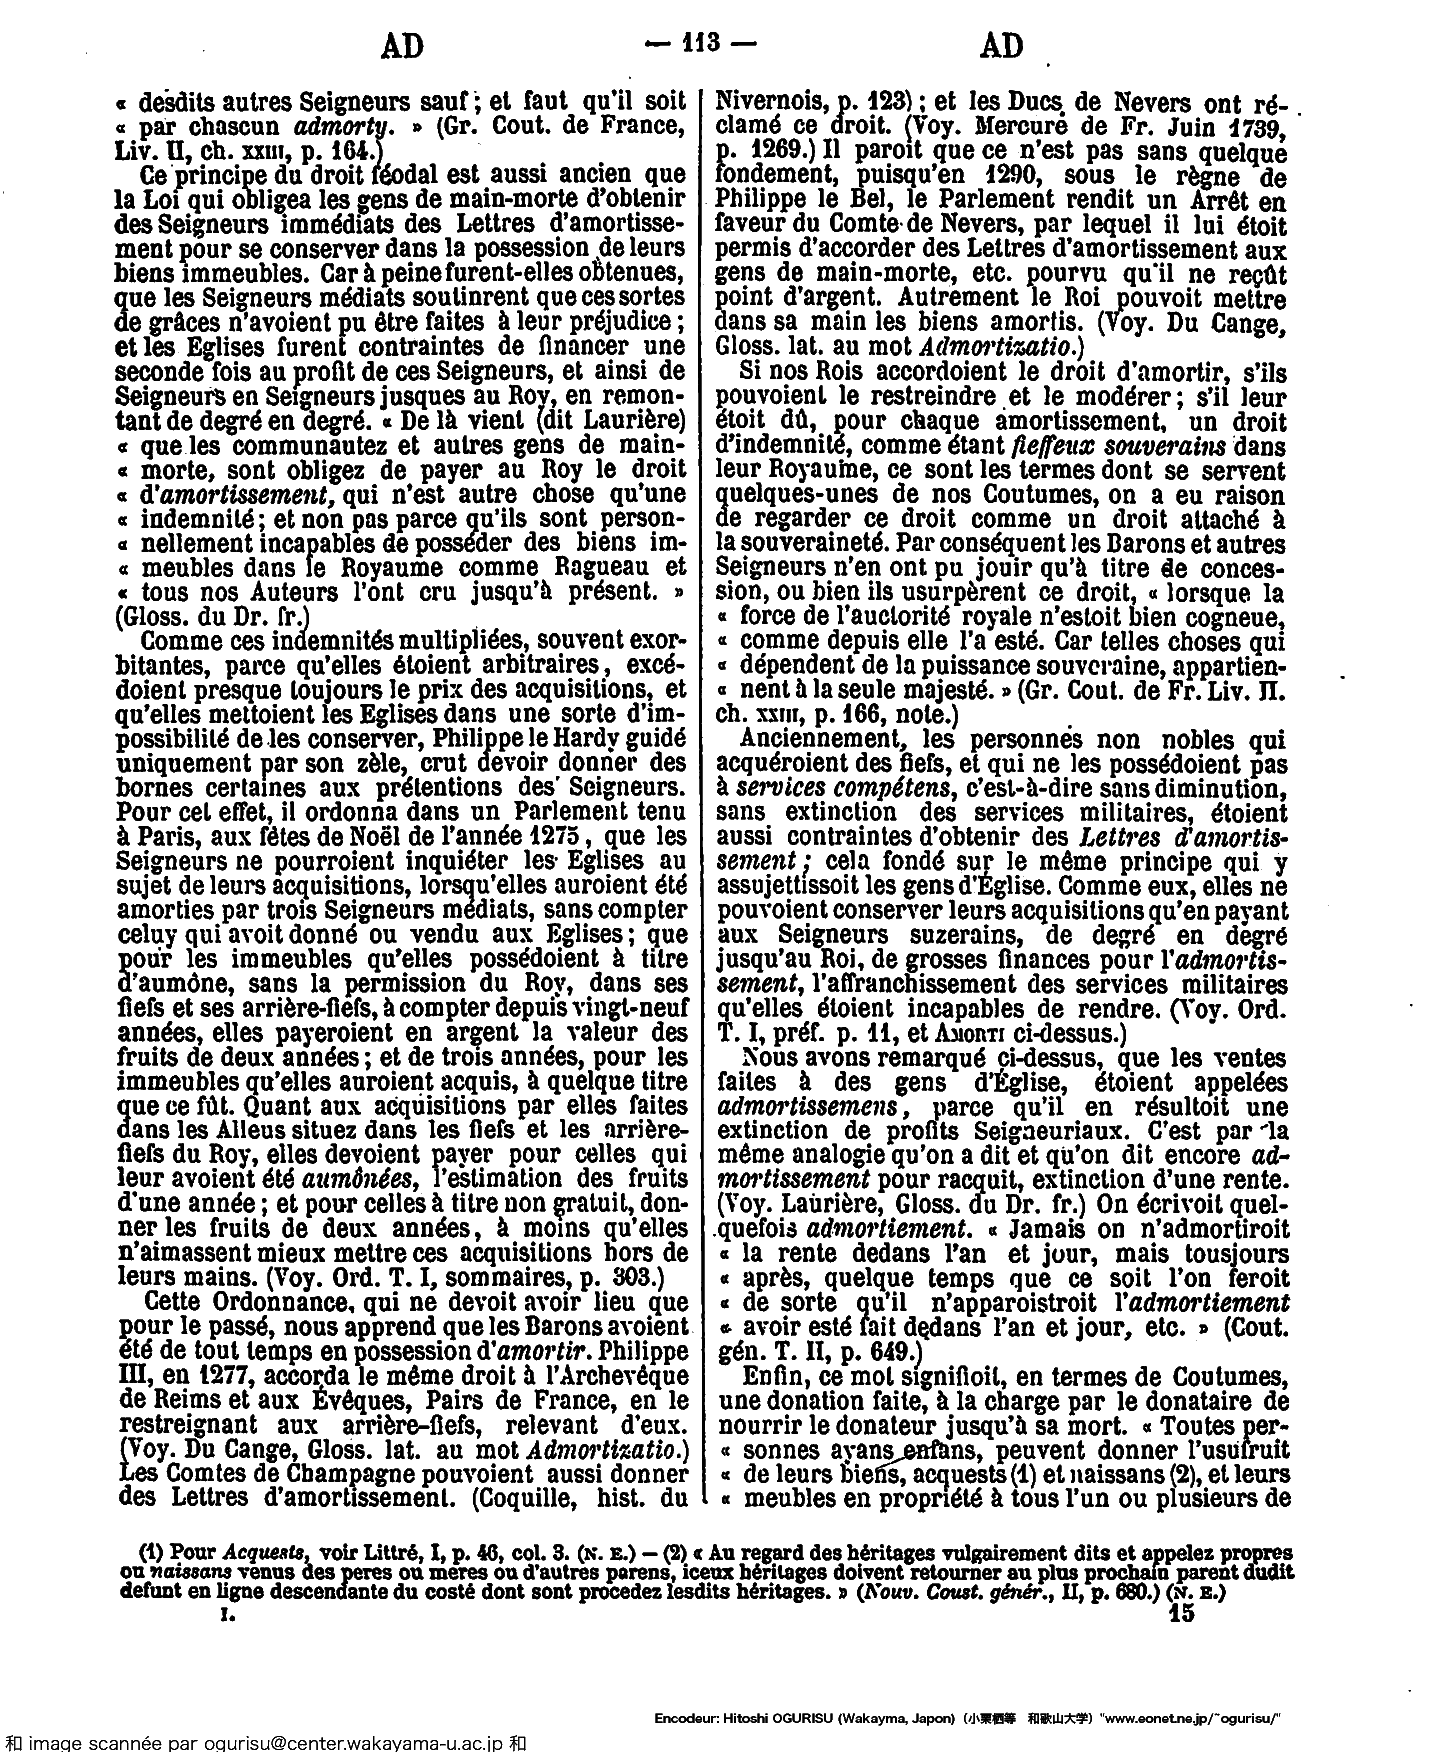 AD
— 113 —
AD
« desdits autres Seigneurs sauf ; et faut qu'il soit
« par chascun admorty. » (Gr. Cout. de France,
Liv. II, ch. XXIII, p. 164.)
Ce principe du droit féodal est aussi ancien que
la Loi qui obligea les gens de main-morte d'obtenir
des Seigneurs immédiats des Lettres d'amortisse-
ment pour se conserver dans la possession de leurs
biens immeubles. Car à peine furent-elles obtenues,
que les Seigneurs médiats soutinrent que ces sortes
de grâces n'avoient pu être faites à leur préjudice ;
et les Eglises furent contraintes de financer une
seconde fois au profit de ces Seigneurs, et ainsi de
Seigneurs en Seigneurs jusques au Roy, en remon-
tant de degré en degré. « De là vient (dit Laurière)
« que les communautez et autres gens de main-
« morte, sont obligez de payer au Roy le droit
« d'amortissement, qui n'est autre chose qu'une
« indemnité ; et non pas parce qu'ils sont person-
« nellement incapables de posséder des biens im-
« meubles dans le Royaume comme Ragueau et
« tous nos Auteurs l'ont cru jusqu'à présent. »
(Gloss. du Dr. fr.)
Comme ces indemnités multipliées, souvent exor-
bitantes, parce qu'elles étoient arbitraires, excé-
doient presque toujours le prix des acquisitions, et
qu'elles mettoient les Eglises dans une sorte d'im-
possibilité de les conserver, Philippe le Hardy guidé
uniquement par son zèle, crut devoir donner des
bornes certaines aux prétentions des Seigneurs.
Pour cet effet, il ordonna dans un Parlement tenu
à Paris, aux fêtes de Noël de l'année 1275, que les
Seigneurs ne pourroient inquiéter les Eglises au
sujet de leurs acquisitions, lorsqu'elles auroient été
amorties par trois Seigneurs médiats, sans compter
celuy qui avoit donné ou vendu aux Eglises ; que
pour les immeubles qu'elles possédoient à titre
d'aumône, sans la permission du Roy, dans ses
fiefs et ses arrière-fiefs, à compter depuis vingt-neuf
années, elles payeroient en argent la valeur des
fruits de deux années ; et de trois années, pour les
immeubles qu'elles auroient acquis, à quelque titre
que ce fût. Quant aux acquisitions par elles faites
dans les Alleus situez dans les fiefs et les arrière-
fiefs du Roy, elles devoient payer pour celles qui
leur avoient été aumônées, l'estimation des fruits
d'une année ; et pour celles à titre non gratuit, don-
ner les fruits de deux années, à moins qu'elles
n'aimassent mieux mettre ces acquisitions hors de
leurs mains. (Voy. Ord. T. I, sommaires, p. 303.)
Cette Ordonnance, qui ne devoit avoir lieu que
pour le passé, nous apprend que les Barons avoient
été de tout temps en possession d'amortir. Philippe
III, en 1277, accorda le même droit à l'Archevêque
de Reims et aux Évêques, Pairs de France, en le
restreignant aux arrière-fiefs, relevant d'eux.
(Voy. Du Cange, Gloss. lat. au mot Admortizatio.)
Les Comtes de Champagne pouvoient aussi donner
des Lettres d'amortissement. (Coquille, hist. du
Nivernois, p. 123) ; et les Ducs de Nevers ont ré-
clamé ce droit. (Voy. Mercure de Fr. Juin 1739,
p. 1269.) Il paroit que ce n'est pas sans quelque
fondement, puisqu'en 1290, sous le règne de
Philippe le Bel, le Parlement rendit un Arrêt en
faveur du Comte de Nevers, par lequel il lui étoit
permis d'accorder des Lettres d'amortissement aux
gens de main-morte, etc. pourvu qu'il ne reçût
point d'argent. Autrement le Roi pouvoit mettre
dans sa main les biens amortis. (Voy. Du Cange,
Gloss. lat. au mot Admortizatio.)
Si nos Rois accordoient le droit d'amortir, s'ils
pouvoient le restreindre et le modérer ; s'il leur
étoit dû, pour chaque amortissement, un droit
d'indemnité, comme étant fieffeux souverains dans
leur Royaume, ce sont les termes dont se servent
quelques-unes de nos Coutumes, on a eu raison
de regarder ce droit comme un droit attaché à
la souveraineté. Par conséquent les Barons et autres
Seigneurs n'en ont pu jouir qu'à titre de conces-
sion, ou bien ils usurpèrent ce droit, « lorsque la
« force de l'auctorité royale n'estoit bien cogneue,
« comme depuis elle l'a esté. Car telles choses qui
« dépendent de la puissance souveraine, appartien-
« nent à la seule majesté. » (Gr. Cout. de Fr. Liv. II.
ch. XXIII, p. 166, note.)
Anciennement, les personnes non nobles qui
acquéroient des fiefs, et qui ne les possédoient pas
à services compétens, c'est-à-dire sans diminution,
sans extinction des services militaires, étoient
aussi contraintes d'obtenir des Lettres d'amortis-
sement ; cela fondé sur le même principe qui y
assujettissoit les gens d'Église. Comme eux, elles ne
pouvoient conserver leurs acquisitions qu'en payant
aux Seigneurs suzerains, de degré en degré
jusqu'au Roi, de grosses finances pour l'admortis-
sement, l'affranchissement des services militaires
qu'elles étoient incapables de rendre. (Voy. Ord.
T. I, préf. p. 11, et AMORTI ci-dessus.)
Nous avons remarqué ci-dessus, que les ventes
faites à des gens d'Église, étoient appelées
admortissemens, parce qu'il en résultoit une
extinction de profits Seigneuriaux. C'est par la
même analogie qu'on a dit et qu'on dit encore ad-
mortissement pour racquit, extinction d'une rente.
(Voy. Laurière, Gloss. du Dr. fr.) On écrivoit quel-
quefois admortiement. « Jamais on n'admortiroit
« la rente dedans l'an et jour, mais tousjours
« après, quelque temps que ce soit l'on feroit
« de sorte qu'il n'apparoistroit l'admortiement
« avoir esté fait dedans l'an et jour, etc. » (Cout.
gén. T. II, p. 649.)
Enfin, ce mot signifioit, en termes de Coutumes,
une donation faite, à la charge par le donataire de
nourrir le donateur jusqu'à sa mort. « Toutes per-
« sonnes ayans enfans, peuvent donner l'usufruit
« de leurs biens, acquests (1) et naissans (2), et leurs
« meubles en propriété à tous l'un ou plusieurs de
(1) Pour Acquests, voir Littré, I, p. 46, col. 3. (N. E.) — (2) « Au regard des héritages vulgairement dits et appelez propres
ou naissans venus des peres ou meres ou d'autres parens, iceux héritages doivent retourner au plus prochain parent dudit
defunt en ligne descendante du costé dont sont procedez lesdits héritages. » (Nouv. Coust. génér., II, p. 680.) (N. E.)
I.
15
Encodeur: Hitoshi OGURISU (Wakayma, Japon) (小栗栖等 和歌山大学) "www.eonet.ne.jp/~ogurisu/"
和 image scannée par ogurisu@center.wakayama-u.ac.jp 和